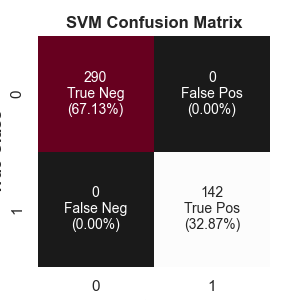 SVM Confusion Matrix
0
290
True Neg
(67.13%)
0
False Pos
(0.00%)
1
0
False Neg
(0.00%)
142
True Pos
(32.87%)
0
1